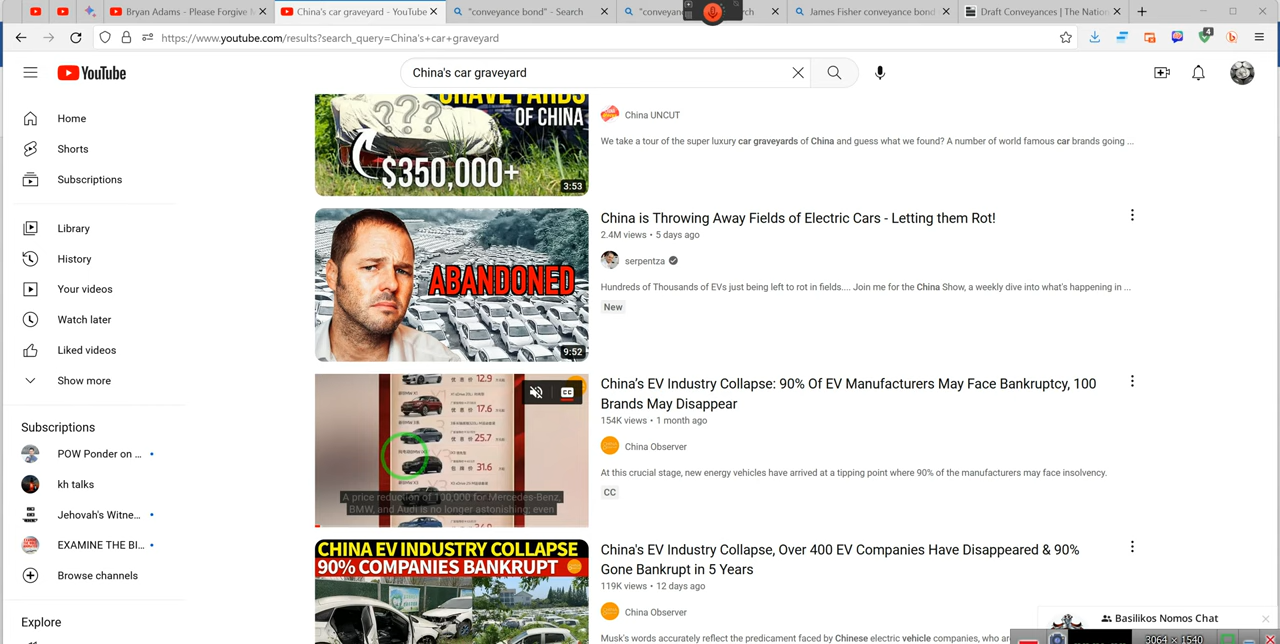 Bryan Adams - Please Forgive M
China's car graveyard - YouTube
"conveyance bond" - Search
"conveyan
ch
James Fisher conveyance bond
Draft Conveyances | The Nation
https://www.youtube.com/results?search_query=China's+car+graveyard
4
YouTube
China's car graveyard
Home
Shorts
Subscriptions
Library
History
Your videos
Watch later
Liked videos
Show more
Subscriptions
POW Ponder on ...
kh talks
Jehovah's Witne...
EXAMINE THE BI...
Browse channels
Explore
GRAVEYARDS
OF CHINA
???
$350,000+
3:53
China UNCUT
We take a tour of the super luxury car graveyards of China and guess what we found? A number of world famous car brands going ...
ABANDONED
9:52
China is Throwing Away Fields of Electric Cars - Letting them Rot!
2.4M views • 5 days ago
serpentza
Hundreds of Thousands of EVs just being left to rot in fields.... Join me for the China Show, a weekly dive into what's happening in ...
New
12.9
17.6
25.7
31.6
CC
A price reduction of 100,000 for Mercedes-Benz,
BMW, and Audi is no longer astonishing; even
China's EV Industry Collapse: 90% Of EV Manufacturers May Face Bankruptcy, 100
Brands May Disappear
154K views • 1 month ago
China Observer
At this crucial stage, new energy vehicles have arrived at a tipping point where 90% of the manufacturers may face insolvency.
CC
CHINA EV INDUSTRY COLLAPSE
90% COMPANIES BANKRUPT
China's EV Industry Collapse, Over 400 EV Companies Have Disappeared & 90%
Gone Bankrupt in 5 Years
119K views • 12 days ago
China Observer
Musk's words accurately reflect the predicament faced by Chinese electric vehicle companies, who ar
Basilikos Nomos Chat
3064 x 1540